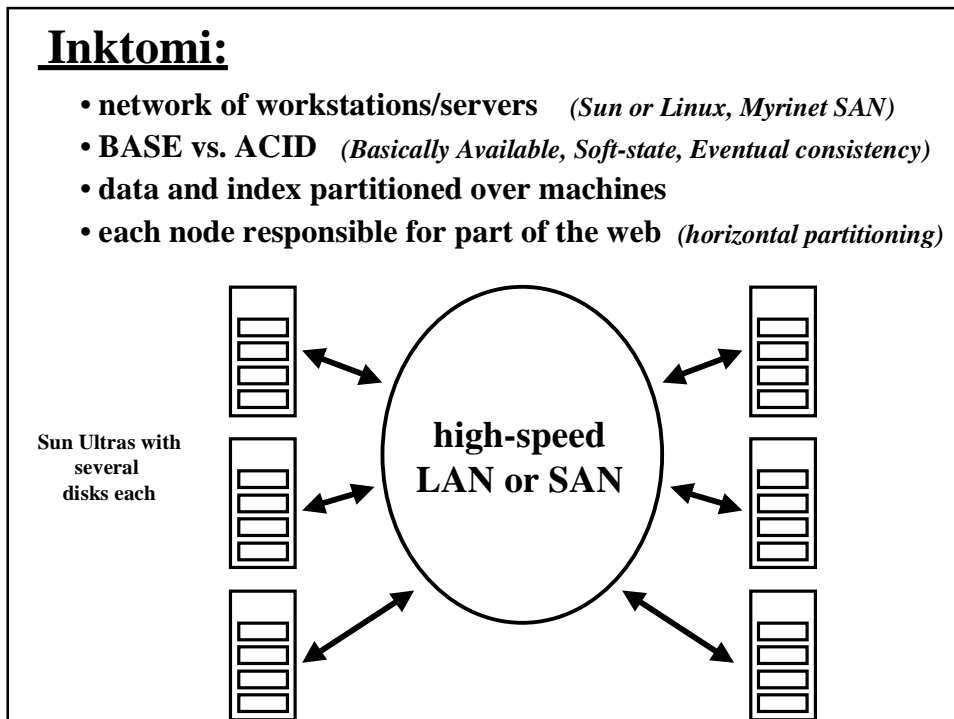 Inktomi:
• network of workstations/servers (Sun or Linux, Myrinet SAN)
• BASE vs. ACID (Basically Available, Soft-state, Eventual consistency)
• data and index partitioned over machines
• each node responsible for part of the web (horizontal partitioning)
Sun Ultras with
several
disks each
high-speed
LAN or SAN